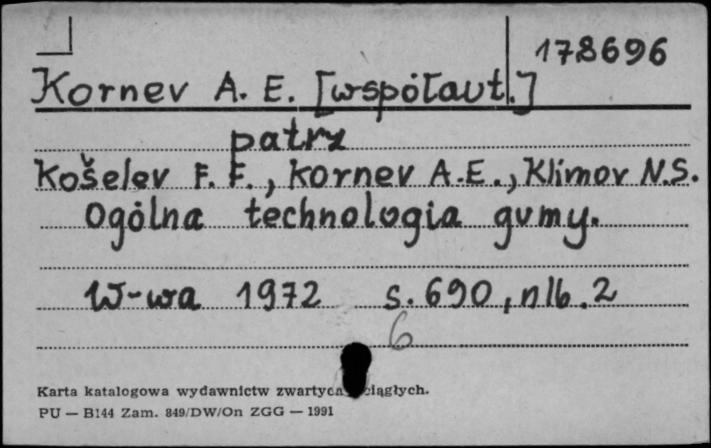 178696
Kornev A. E. [współaut.]
patrz
Košelev F. F., Kornev A.E., Klimov N.S.
Ogólna technologia gumy.
W-wa 1972 s. 690, nlb. 2
6
Karta katalogowa wydawnictw zwartych ciągłych.
PU — B144 Zam. 849/DW/On ZGG — 1991